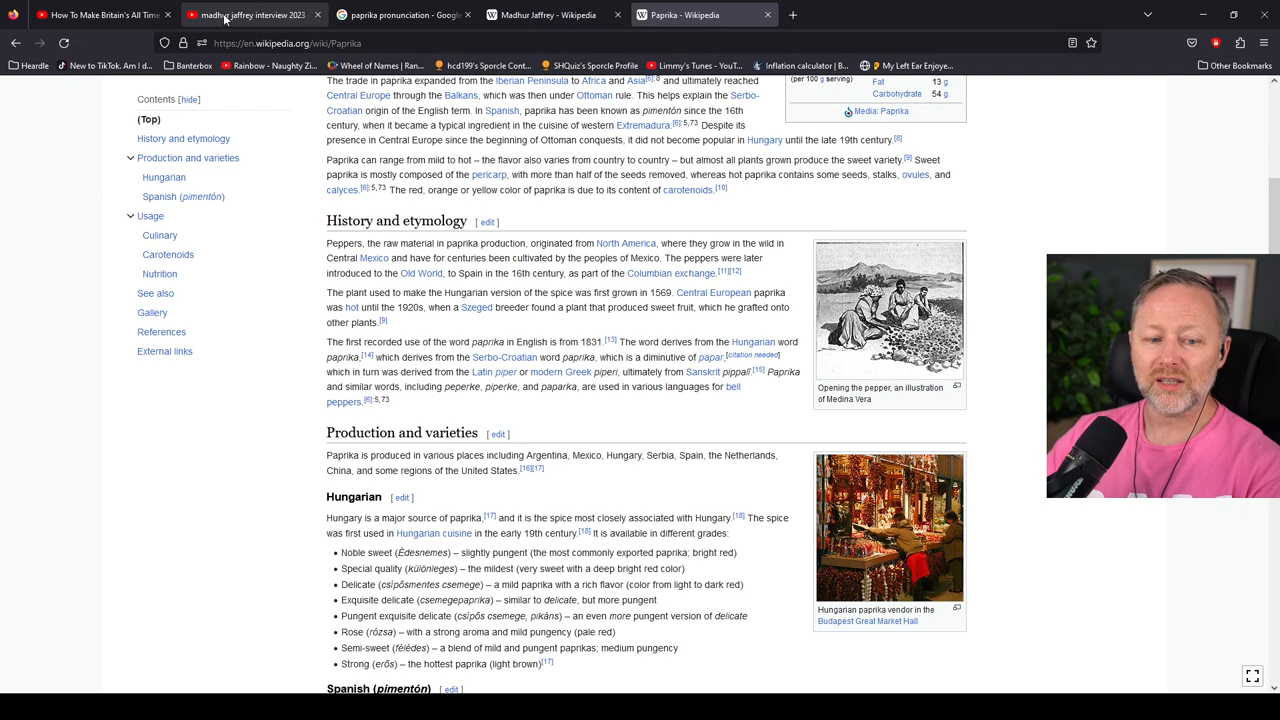 How To Make Britain's All Time
madhur jaffrey interview 2023
paprika pronunciation - Google
Madhur Jaffrey - Wikipedia
Paprika - Wikipedia
https://en.wikipedia.org/wiki/Paprika
Heardle
New to TikTok. Am I d...
Banterbox
Rainbow - Naughty Zi...
Wheel of Names | Ran...
hcd199's Sporcle Cont...
SHQuiz's Sporcle Profile
Limmy's Tunes - YouT...
Inflation calculator | B...
My Left Ear Enjoye...
Other Bookmarks
Contents [hide]
(Top)
History and etymology
Production and varieties
Hungarian
Spanish (pimentón)
Usage
Culinary
Carotenoids
Nutrition
See also
Gallery
References
External links
The trade in paprika expanded from the Iberian Peninsula to Africa and Asia[6]:8 and ultimately reached
Central Europe through the Balkans, which was then under Ottoman rule. This helps explain the Serbo-
Croatian origin of the English term. In Spanish, paprika has been known as pimentón since the 16th
century, when it became a typical ingredient in the cuisine of western Extremadura.[6]:5,73 Despite its
presence in Central Europe since the beginning of Ottoman conquests, it did not become popular in Hungary until the late 19th century.[8]
(per 100 g serving)
Fat 13 g
Carbohydrate 54 g
Media: Paprika
Paprika can range from mild to hot – the flavor also varies from country to country – but almost all plants grown produce the sweet variety.[9] Sweet
paprika is mostly composed of the pericarp, with more than half of the seeds removed, whereas hot paprika contains some seeds, stalks, ovules, and
calyces.[6]:5,73 The red, orange or yellow color of paprika is due to its content of carotenoids.[10]
History and etymology [ edit ]
Peppers, the raw material in paprika production, originated from North America, where they grow in the wild in
Central Mexico and have for centuries been cultivated by the peoples of Mexico. The peppers were later
introduced to the Old World, to Spain in the 16th century, as part of the Columbian exchange.[11][12]
The plant used to make the Hungarian version of the spice was first grown in 1569. Central European paprika
was hot until the 1920s, when a Szeged breeder found a plant that produced sweet fruit, which he grafted onto
other plants.[9]
The first recorded use of the word paprika in English is from 1831.[13] The word derives from the Hungarian word
paprika,[14] which derives from the Serbo-Croatian word paprika, which is a diminutive of papar,[citation needed]
which in turn was derived from the Latin piper or modern Greek piperi, ultimately from Sanskrit pippalī.[15] Paprika
and similar words, including peperke, piperke, and paparka, are used in various languages for bell
peppers.[6]:5,73
Opening the pepper, an illustration
of Medina Vera
Production and varieties [ edit ]
Paprika is produced in various places including Argentina, Mexico, Hungary, Serbia, Spain, the Netherlands,
China, and some regions of the United States.[16][17]
Hungarian [ edit ]
Hungary is a major source of paprika,[17] and it is the spice most closely associated with Hungary.[18] The spice
was first used in Hungarian cuisine in the early 19th century.[18] It is available in different grades:
• Noble sweet (Édesnemes) – slightly pungent (the most commonly exported paprika; bright red)
• Special quality (különleges) – the mildest (very sweet with a deep bright red color)
• Delicate (csípősmentes csemege) – a mild paprika with a rich flavor (color from light to dark red)
• Exquisite delicate (csemegepaprika) – similar to delicate, but more pungent
• Pungent exquisite delicate (csípős csemege, pikáns) – an even more pungent version of delicate
• Rose (rózsa) – with a strong aroma and mild pungency (pale red)
• Semi-sweet (félédes) – a blend of mild and pungent paprikas; medium pungency
• Strong (erős) – the hottest paprika (light brown)[17]
Hungarian paprika vendor in the
Budapest Great Market Hall
Spanish (pimentón) [ edit ]